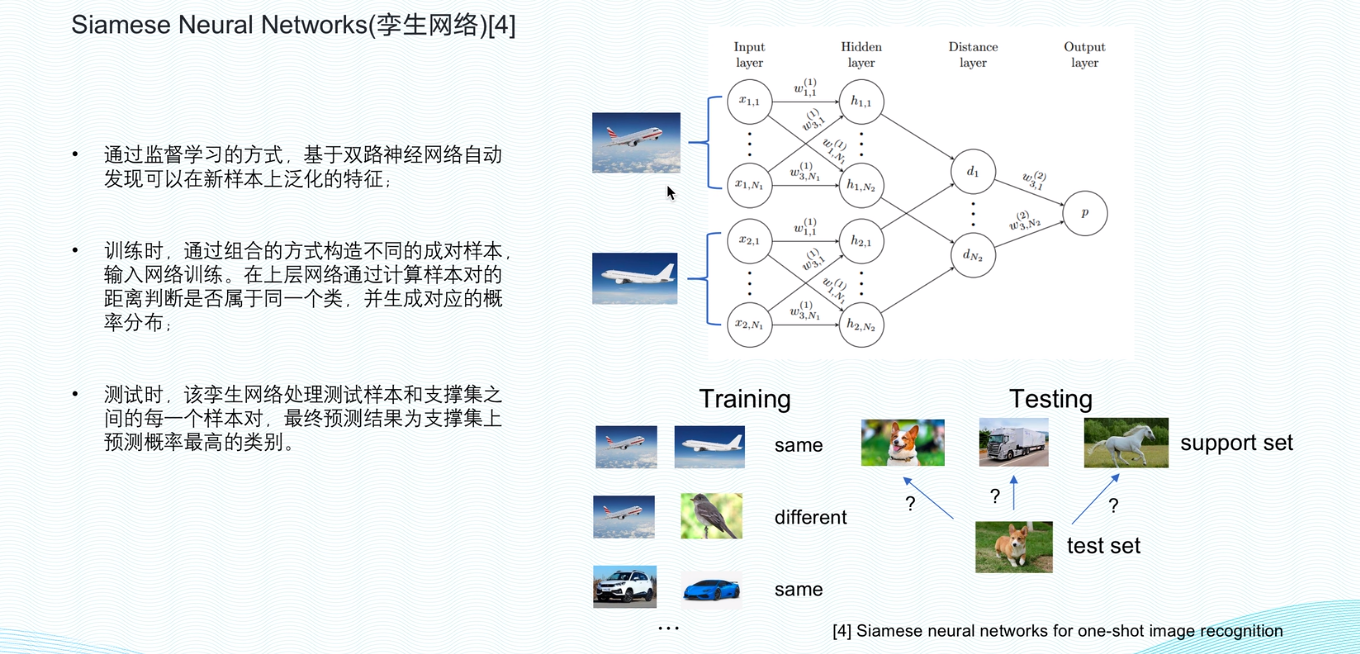 Siamese Neural Networks(孪生网络)[4]
• 通过监督学习的方式，基于双路神经网络自动
发现可以在新样本上泛化的特征；
• 训练时，通过组合的方式构造不同的成对样本，
输入网络训练。在上层网络通过计算样本对的
距离判断是否属于同一个类，并生成对应的概
率分布；
• 测试时，该孪生网络处理测试样本和支撑集之
间的每一个样本对，最终预测结果为支撑集上
预测概率最高的类别。
Input layer
Hidden layer
Distance layer
Output layer
x_{1,1}
w_{1,1}^{(1)}
h_{1,1}
w_{3,1}^{(1)}
w_{1,N_1}^{(1)}
x_{1,N_1}
w_{3,N_1}^{(1)}
h_{1,N_2}
d_1
w_{3,1}^{(2)}
p
x_{2,1}
w_{1,1}^{(1)}
h_{2,1}
w_{3,N_2}^{(2)}
d_{N_2}
w_{3,1}^{(1)}
w_{1,N_1}^{(1)}
x_{2,N_1}
w_{3,N_1}^{(1)}
h_{2,N_2}
Training
same
different
same
...
Testing
support set
?
?
?
test set
[4] Siamese neural networks for one-shot image recognition